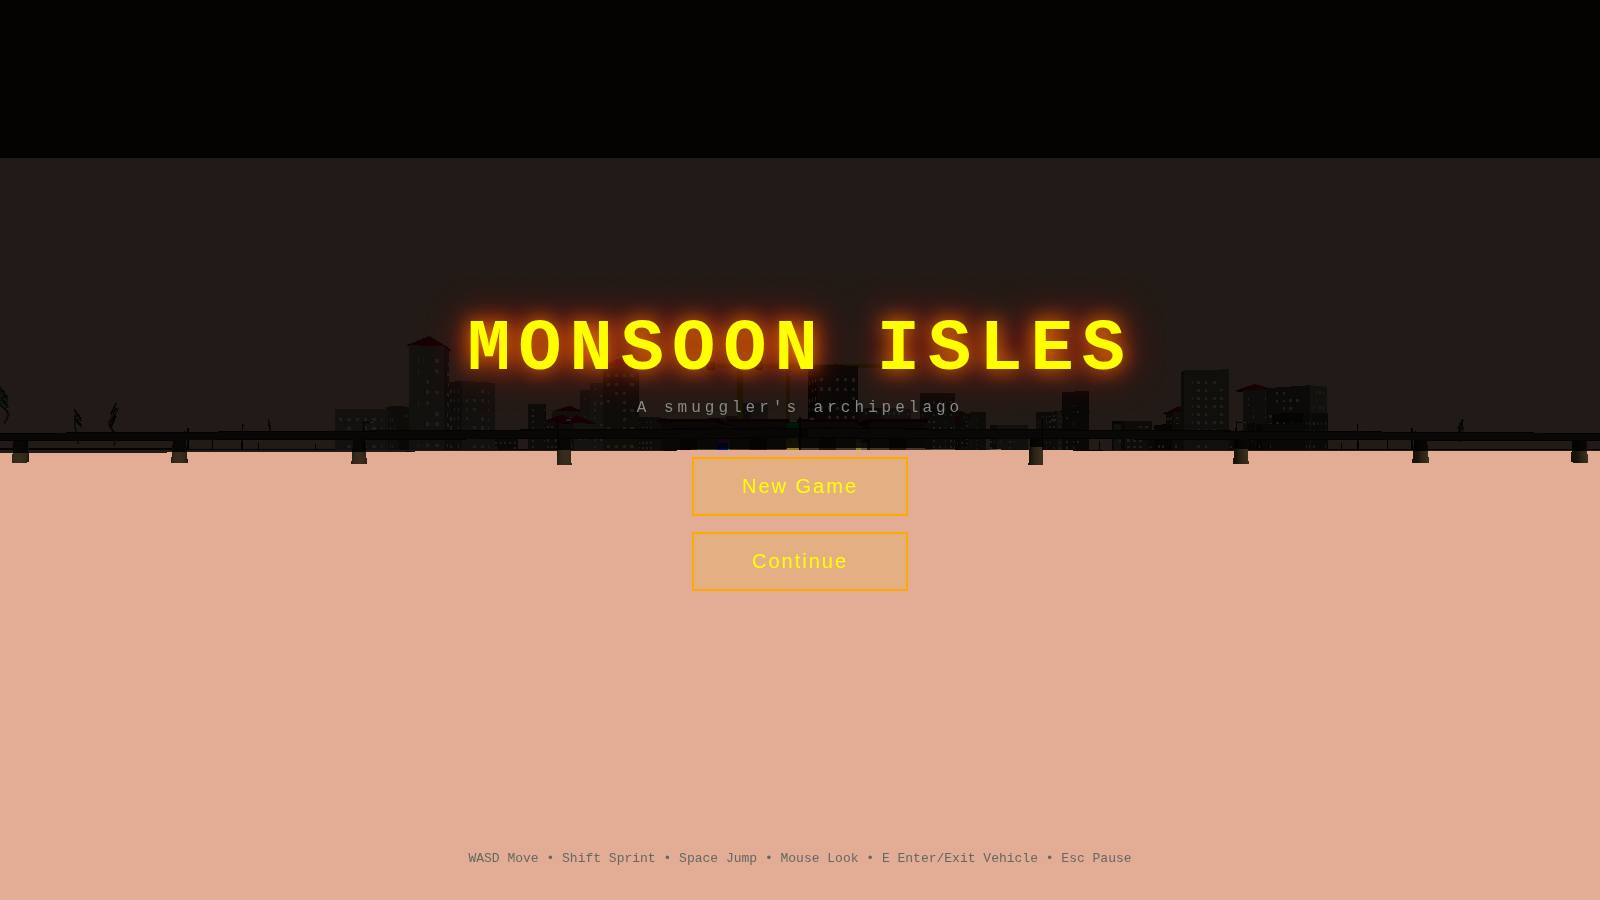 MONSOON ISLES
A smuggler's archipelago
New Game
Continue
WASD Move • Shift Sprint • Space Jump • Mouse Look • E Enter/Exit Vehicle • Esc Pause